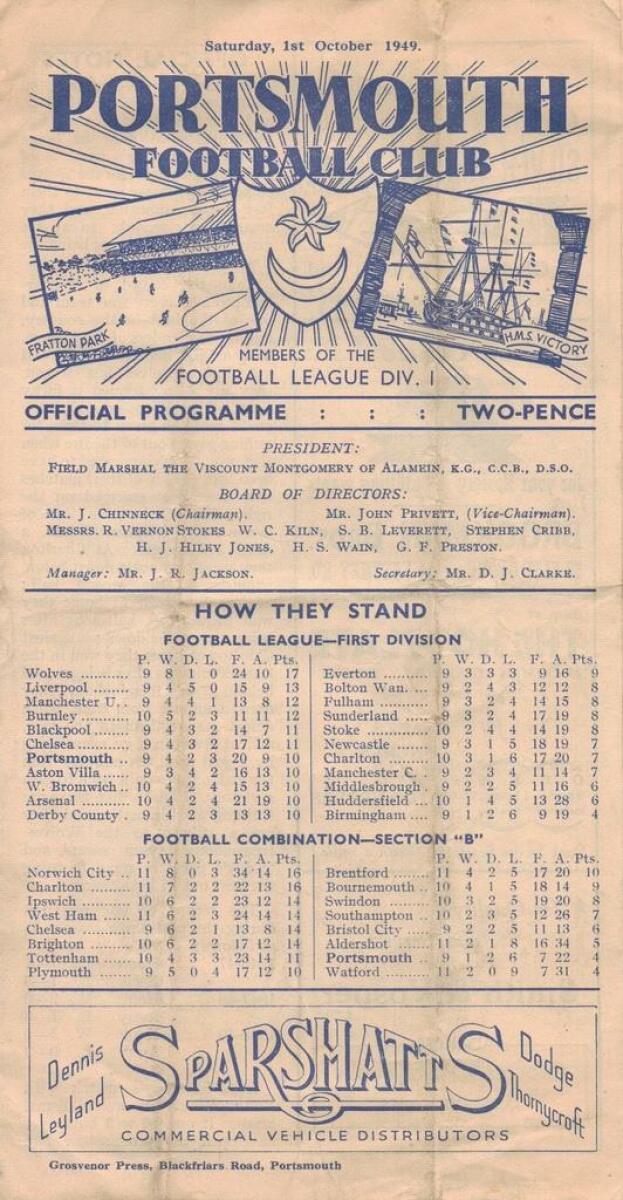 Saturday, 1st October 1949.
PORTSMOUTH
FOOTBALL CLUB
FRATTON PARK
H.M.S. VICTORY
MEMBERS OF THE
FOOTBALL LEAGUE DIV. I
OFFICIAL PROGRAMME : : : TWO-PENCE
PRESIDENT:
FIELD MARSHAL THE VISCOUNT MONTGOMERY OF ALAMEIN, K.G., C.C.B., D.S.O.
BOARD OF DIRECTORS:
MR. J. CHINNECK (Chairman). MR. JOHN PRIVETT, (Vice-Chairman).
MESSRS. R. VERNON STOKES W. C. KILN, S. B. LEVERETT, STEPHEN CRIBB,
H. J. HILEY JONES, H. S. WAIN, G. F. PRESTON.
Manager: MR. J. R. JACKSON. Secretary: MR. D. J. CLARKE.
HOW THEY STAND
FOOTBALL LEAGUE—FIRST DIVISION
P. W. D. L. F. A. Pts.
Wolves ........... 9 8 1 0 24 10 17
Liverpool ........ 9 4 5 0 15 9 13
Manchester U. . 9 4 4 1 13 8 12
Burnley ........... 10 5 2 3 11 11 12
Blackpool ........ 9 4 3 2 14 7 11
Chelsea ........... 9 4 3 2 17 12 11
Portsmouth .. 9 4 2 3 20 9 10
Aston Villa ...... 9 3 4 2 16 13 10
W. Bromwich .. 10 4 2 4 15 13 10
Arsenal ........... 10 4 2 4 21 19 10
Derby County . 9 4 2 3 13 13 10
P. W. D. L. F. A. Pts.
Everton .......... 9 3 3 3 9 16 9
Bolton Wan. ... 9 2 4 3 12 12 8
Fulham ........... 9 3 2 4 14 15 8
Sunderland ...... 9 3 2 4 17 19 8
Stoke .............. 10 2 4 4 14 19 8
Newcastle ....... 9 3 1 5 18 19 7
Charlton ......... 10 3 1 6 17 20 7
Manchester C. . 9 2 3 4 11 14 7
Middlesbrough . 9 2 2 5 11 16 6
Huddersfield ... 10 1 4 5 13 28 6
Birmingham .... 9 1 2 6 9 19 4
FOOTBALL COMBINATION—SECTION "B"
P. W. D. L. F. A. Pts.
Norwich City .. 11 8 0 3 34 14 16
Charlton ......... 11 7 2 2 22 13 16
Ipswich ........... 10 6 2 2 23 12 14
West Ham ...... 11 6 2 3 24 14 14
Chelsea ........... 9 6 2 1 13 8 14
Brighton ......... 10 6 2 2 17 12 14
Tottenham ...... 10 4 3 3 23 14 11
Plymouth ........ 9 5 0 4 17 12 10
P. W. D. L. F. A. Pts.
Brentford ........ 11 4 2 5 17 20 10
Bournemouth .. 10 4 1 5 18 14 9
Swindon ......... 10 3 2 5 19 20 8
Southampton .. 10 2 3 5 12 26 7
Bristol City ..... 9 2 2 5 11 13 6
Aldershot ........ 11 2 1 8 16 34 5
Portsmouth .. 9 1 2 6 7 22 4
Watford .......... 11 2 0 9 7 31 4
Dennis
Leyland
SPARSHATTS
Dodge
Thornycroft
COMMERCIAL VEHICLE DISTRIBUTORS
Grosvenor Press, Blackfriars Road, Portsmouth